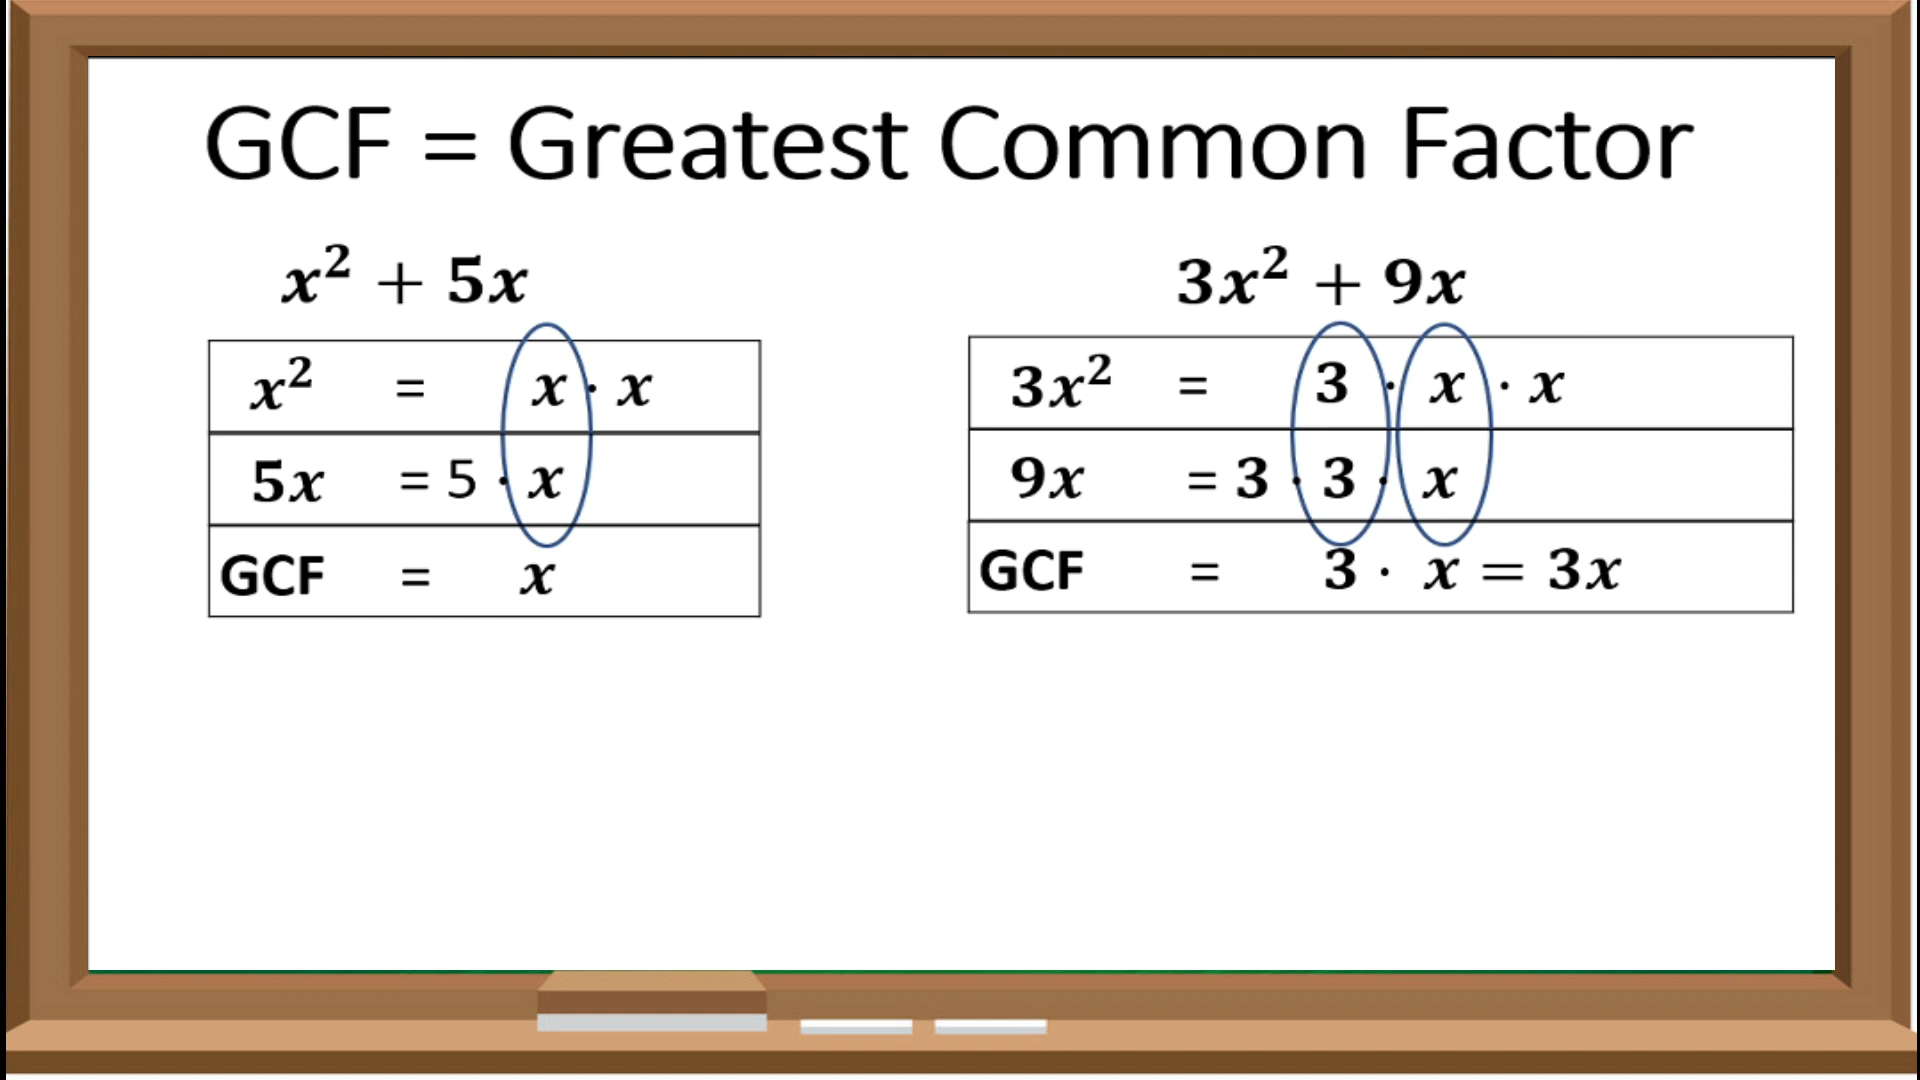 GCF = Greatest Common Factor
x² + 5x
x² = x · x
5x = 5 · x
GCF = x
3x² + 9x
3x² = 3 · x · x
9x = 3 · 3 · x
GCF = 3 · x = 3x